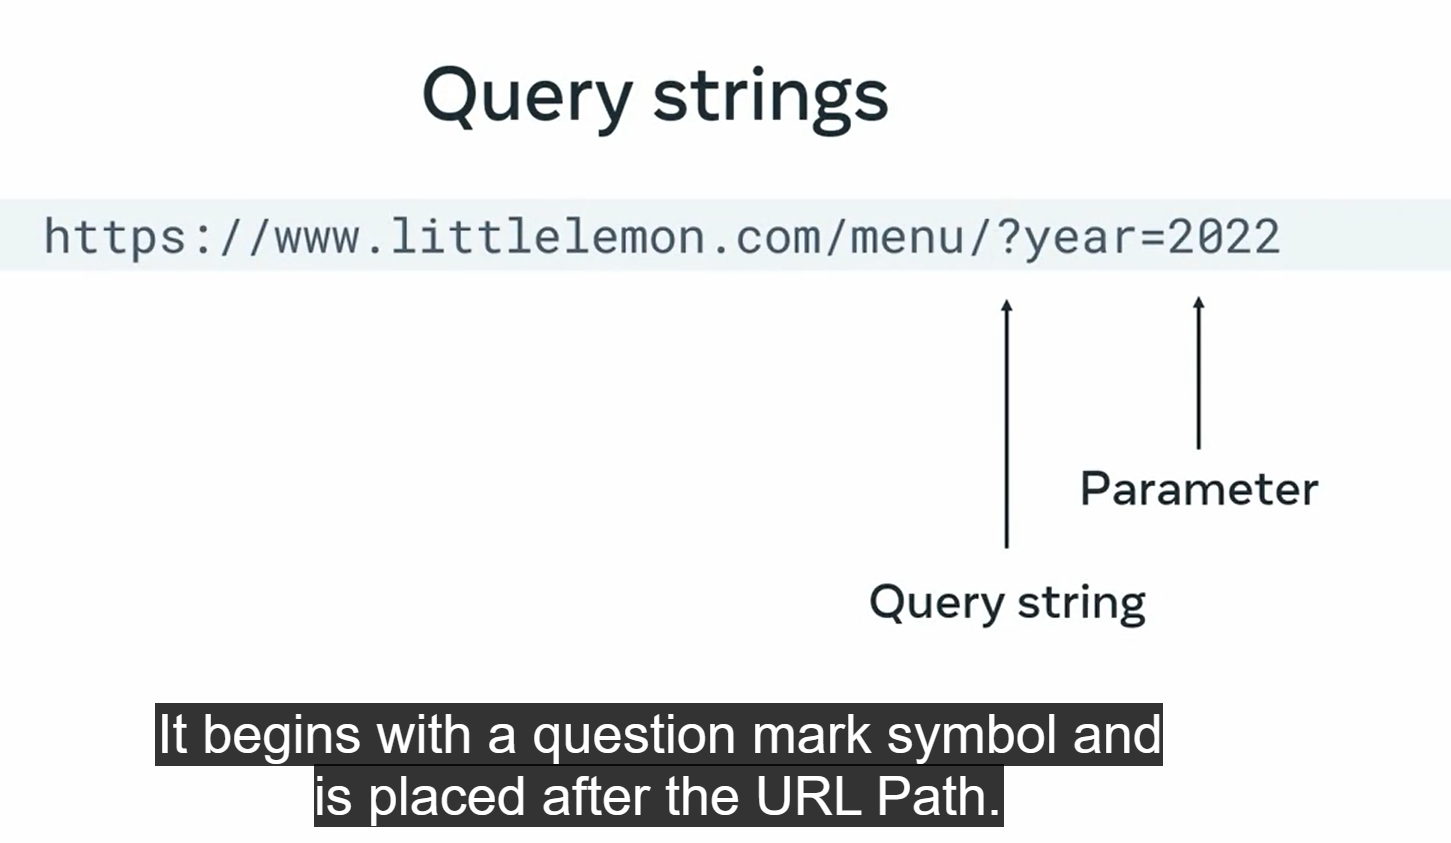 Query strings
https://www.littlelemon.com/menu/?year=2022
Parameter
Query string
It begins with a question mark symbol and
is placed after the URL Path.